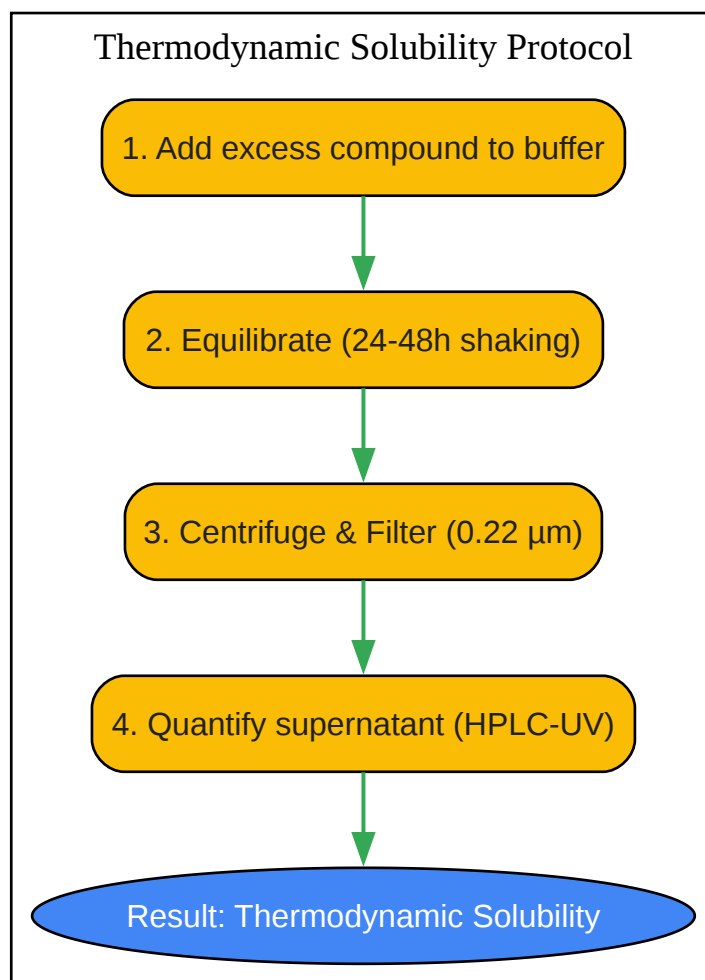 Thermodynamic Solubility Protocol
1. Add excess compound to buffer
2. Equilibrate (24-48h shaking)
3. Centrifuge & Filter (0.22 µm)
4. Quantify supernatant (HPLC-UV)
Result: Thermodynamic Solubility